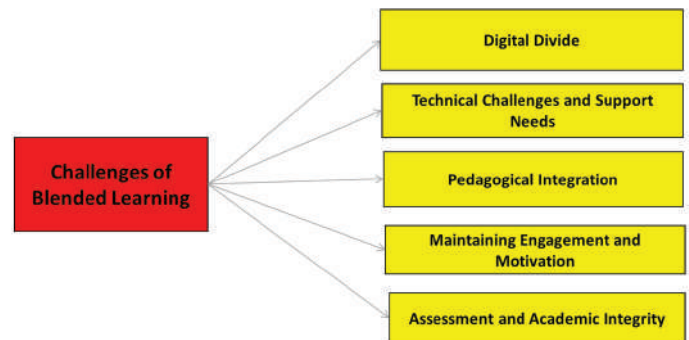 Challenges of
Blended Learning
Digital Divide
Technical Challenges and Support
Needs
Pedagogical Integration
Maintaining Engagement and
Motivation
Assessment and Academic Integrity